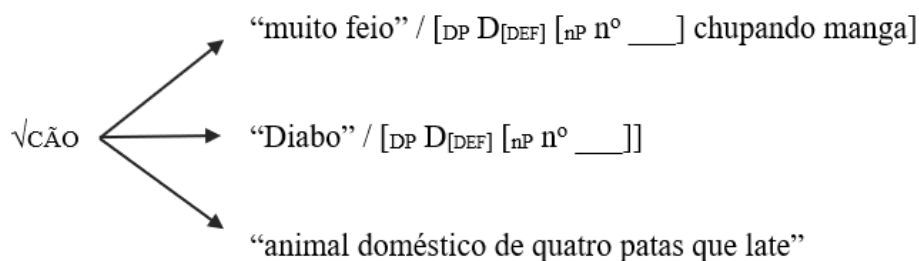 “muito feio” / [DP D[DEF] [nP nº ___] chupando manga]
√CÃO “Diabo” / [DP D[DEF] [nP nº ___]]
“animal doméstico de quatro patas que late”